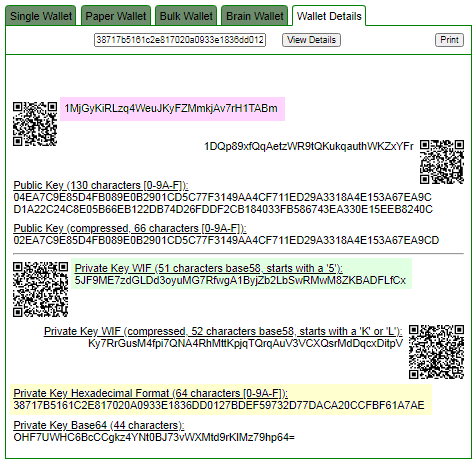 Single Wallet Paper Wallet Bulk Wallet Brain Wallet Wallet Details
38717b5161c2e817020a0933e1836dd012 View Details Print
1MjGyKiRLzq4WeuJKyFZMmkjAv7rH1TABm
1DQp89xfQqAetzWR9tQKukqauthWKZxYFr
Public Key (130 characters [0-9A-F]):
04EA7C9E85D4FB089E0B2901CD5C77F3149AA4CF711ED29A3318A4E153A67EA9C
D1A22C24C8E05B66EB122DB74D26FDDF2CB184033FB586743EA330E15EEB8240C
Public Key (compressed, 66 characters [0-9A-F]):
02EA7C9E85D4FB089E0B2901CD5C77F3149AA4CF711ED29A3318A4E153A67EA9CD
Private Key WIF (51 characters base58, starts with a '5'):
5JF9ME7zdGLDd3oyuMG7RfwgA1ByjZb2LbSwRMwM8ZKBADFLfCx
Private Key WIF (compressed, 52 characters base58, starts with a 'K' or 'L'):
Ky7RrGusM4fpi7QNA4RhMttKpjqTQrqAuV3VCXQsrMdDqcxDitpV
Private Key Hexadecimal Format (64 characters [0-9A-F]):
38717B5161C2E817020A0933E1836DD0127BDEF59732D77DACA20CCFBF61A7AE
Private Key Base64 (44 characters):
OHF7UWHC6BcCCgkz4YNt0BJ73vWXMtd9rKIMz79hp64=